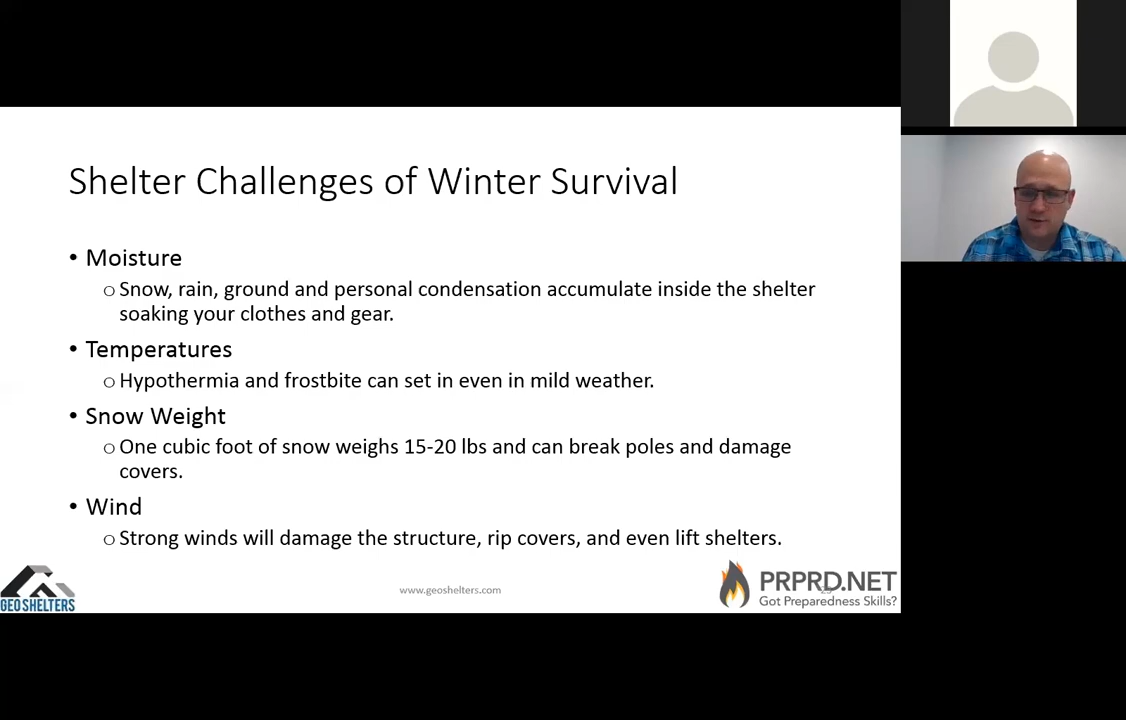 Shelter Challenges of Winter Survival
• Moisture
o Snow, rain, ground and personal condensation accumulate inside the shelter
soaking your clothes and gear.
• Temperatures
o Hypothermia and frostbite can set in even in mild weather.
• Snow Weight
o One cubic foot of snow weighs 15-20 lbs and can break poles and damage
covers.
• Wind
o Strong winds will damage the structure, rip covers, and even lift shelters.
GEO SHELTERS
www.geoshelters.com
PRPRD.NET
Got Preparedness Skills?